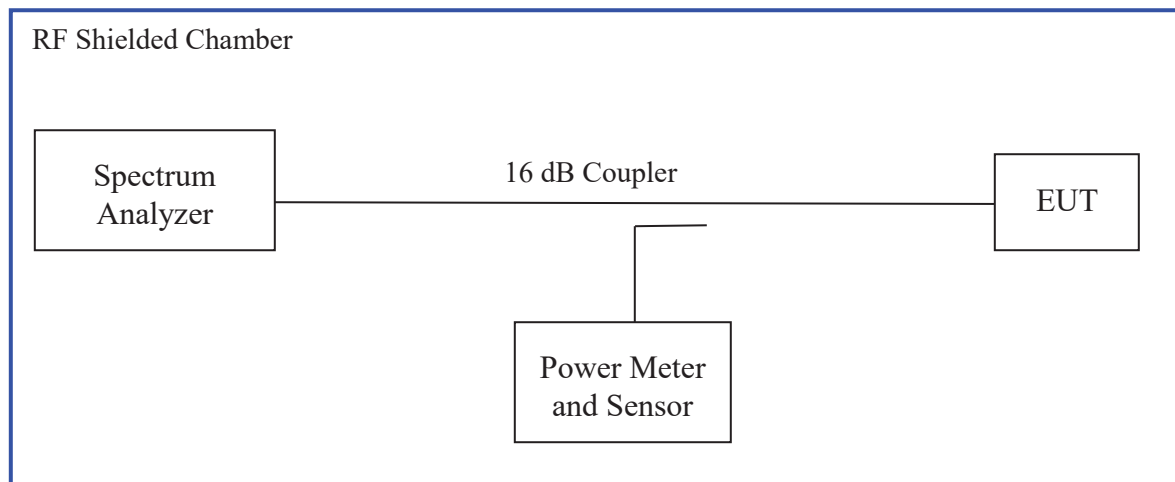 RF Shielded Chamber
Spectrum
Analyzer
16 dB Coupler
EUT
Power Meter
and Sensor